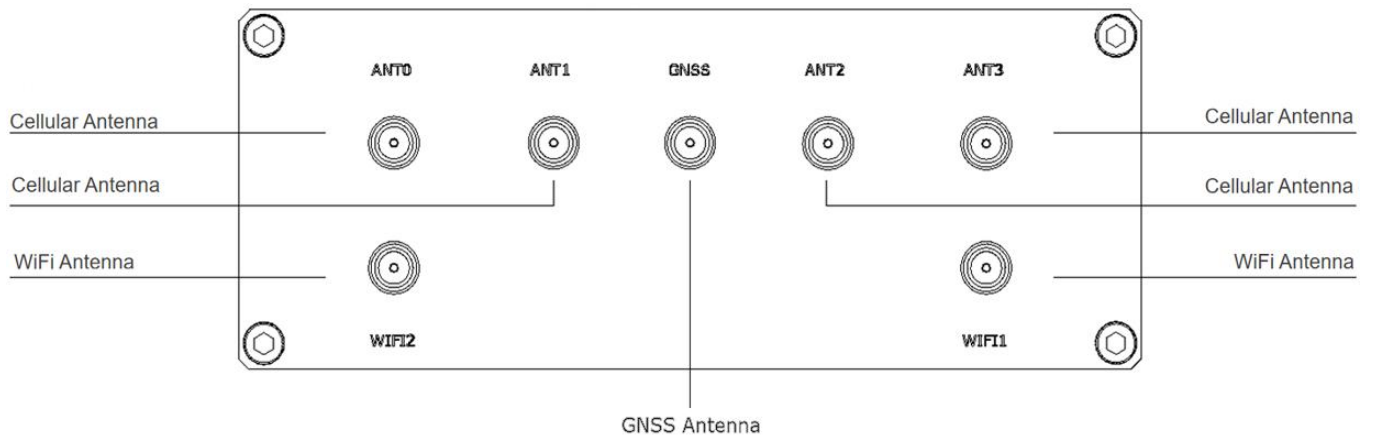 ANT0
ANT1
GNSS
ANT2
ANT3
Cellular Antenna
Cellular Antenna
Cellular Antenna
Cellular Antenna
WiFi Antenna
WiFi Antenna
WIFI2
WIFI1
GNSS Antenna